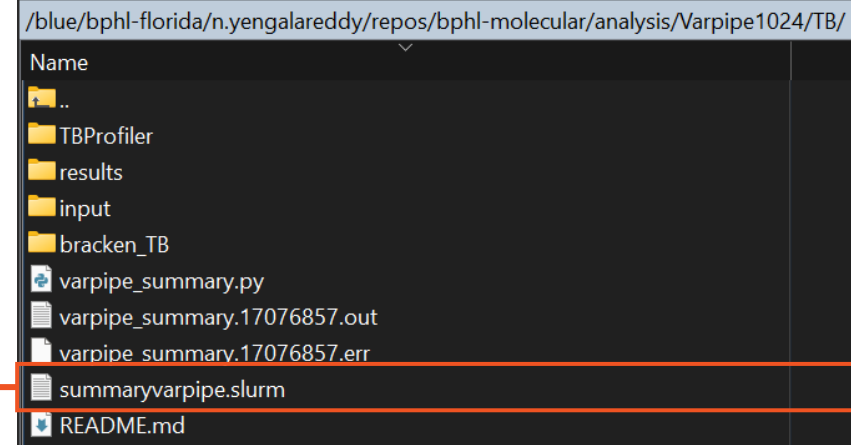 /blue/bphl-florida/n.yengalareddy/repos/bphl-molecular/analysis/Varpipe1024/TB/
Name
..
TBProfiler
results
input
bracken_TB
varpipe_summary.py
varpipe_summary.17076857.out
varpipe_summary.17076857.err
summaryvarpipe.slurm
README.md